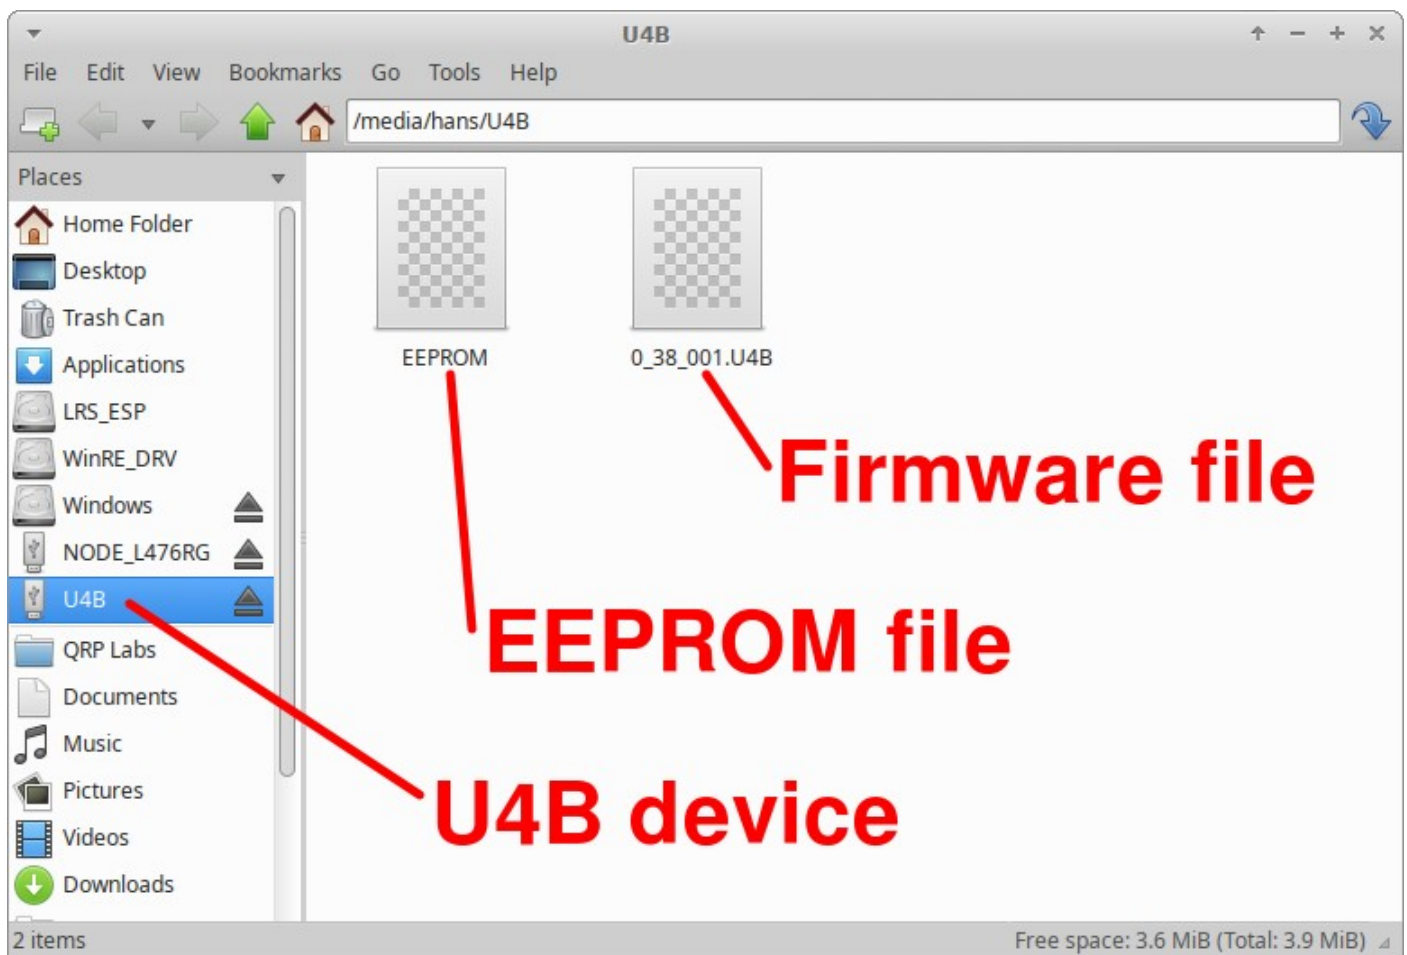 U4B
File Edit View Bookmarks Go Tools Help
/media/hans/U4B
Places
Home Folder
Desktop
Trash Can
Applications
LRS_ESP
WinRE_DRV
Windows
NODE_L476RG
U4B
QRP Labs
Documents
Music
Pictures
Videos
Downloads
EEPROM
0_38_001.U4B
Firmware file
EEPROM file
U4B device
2 items
Free space: 3.6 MiB (Total: 3.9 MiB)